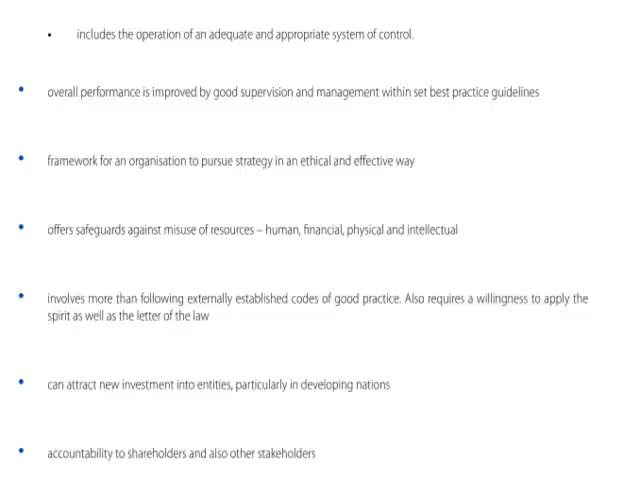 • includes the operation of an adequate and appropriate system of control.
• overall performance is improved by good supervision and management within set best practice guidelines
• framework for an organisation to pursue strategy in an ethical and effective way
• offers safeguards against misuse of resources – human, financial, physical and intellectual
• involves more than following externally established codes of good practice. Also requires a willingness to apply the
spirit as well as the letter of the law
• can attract new investment into entities, particularly in developing nations
• accountability to shareholders and also other stakeholders